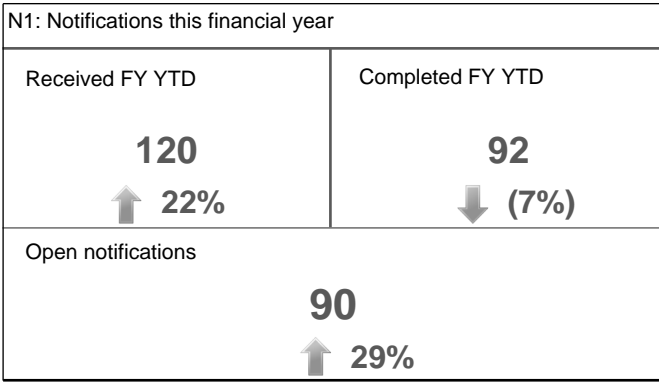 N1: Notifications this financial year
Received FY YTD
120
22%
Completed FY YTD
92
(7%)
Open notifications
90
29%